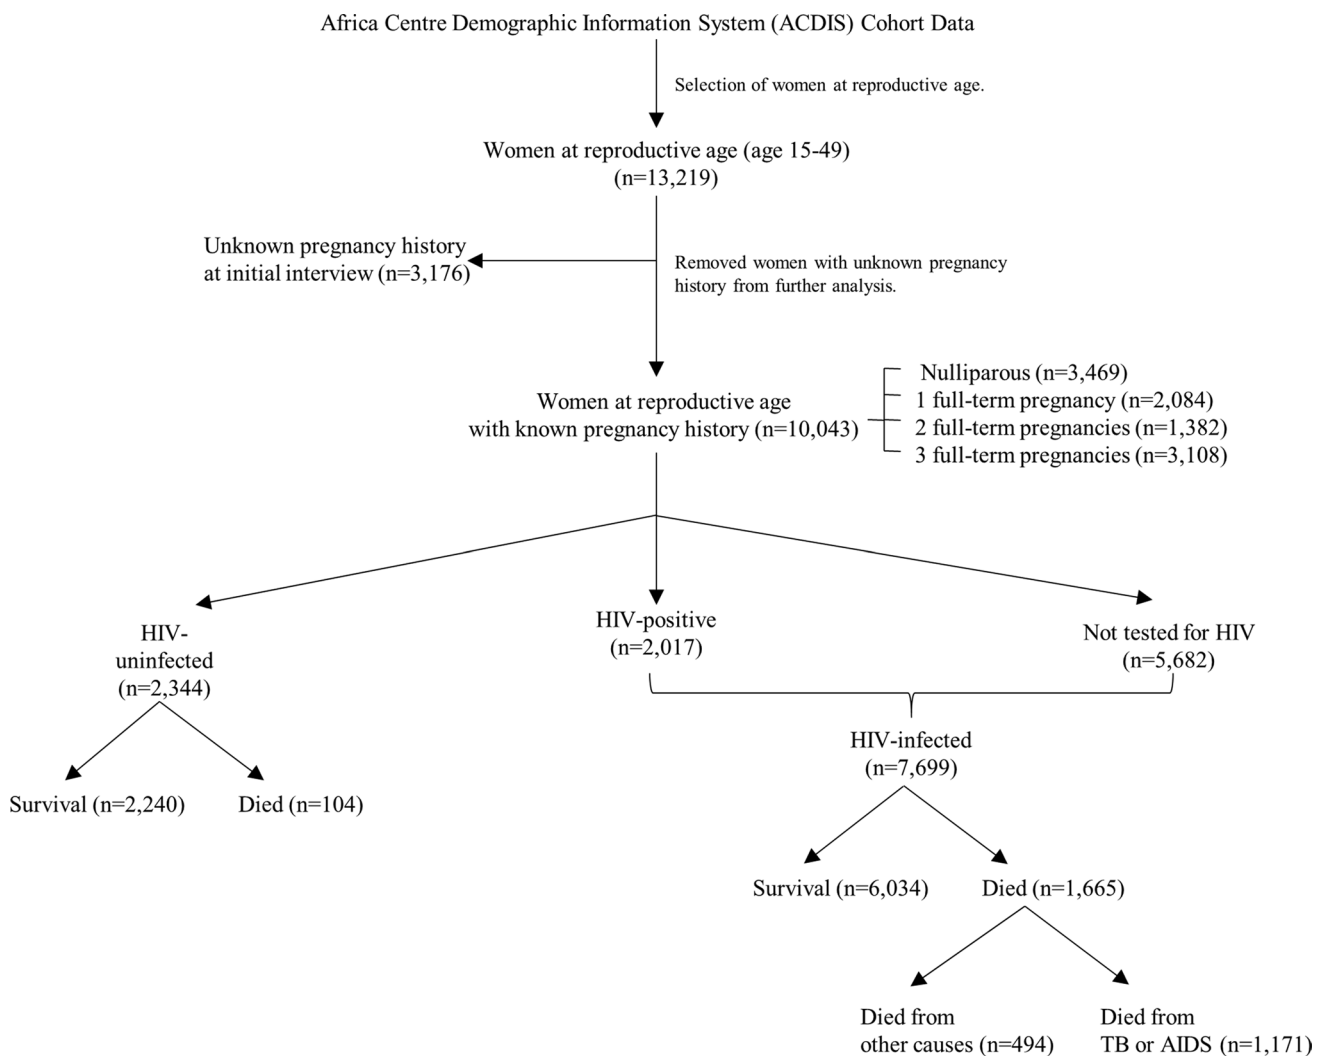 Africa Centre Demographic Information System (ACDIS) Cohort Data
Selection of women at reproductive age.
Women at reproductive age (age 15-49)
(n=13,219)
Unknown pregnancy history
at initial interview (n=3,176)
Removed women with unknown pregnancy
history from further analysis.
Women at reproductive age
with known pregnancy history (n=10,043)
Nulliparous (n=3,469)
1 full-term pregnancy (n=2,084)
2 full-term pregnancies (n=1,382)
3 full-term pregnancies (n=3,108)
HIV-
uninfected
(n=2,344)
HIV-positive
(n=2,017)
Not tested for HIV
(n=5,682)
Survival (n=2,240)
Died (n=104)
HIV-infected
(n=7,699)
Survival (n=6,034)
Died (n=1,665)
Died from
other causes (n=494)
Died from
TB or AIDS (n=1,171)